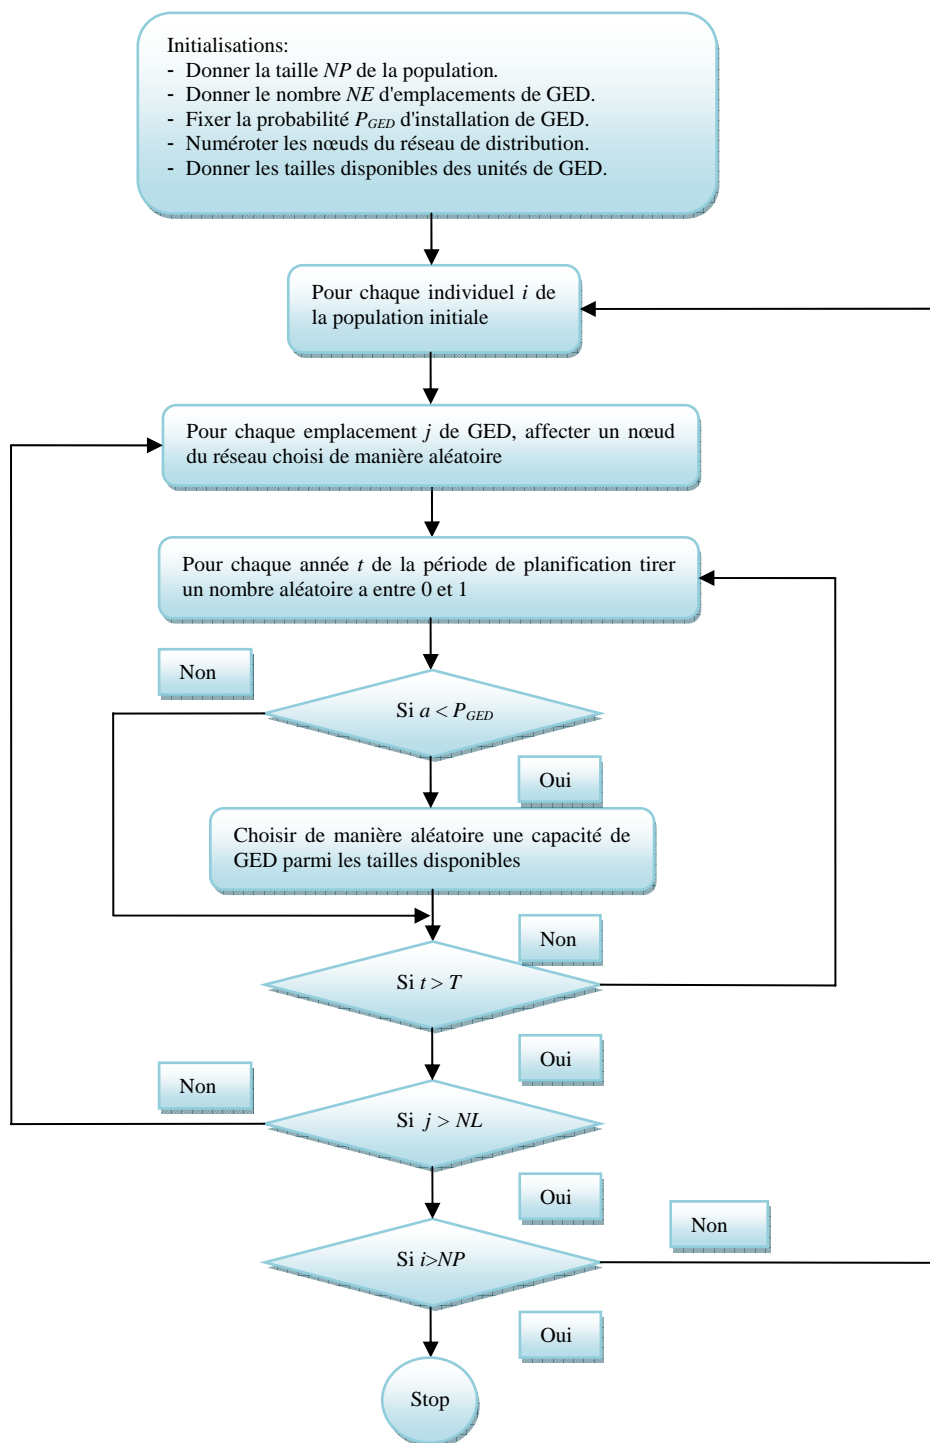 Initialisations:
- Donner la taille NP de la population.
- Donner le nombre NE d'emplacements de GED.
- Fixer la probabilité PGED d'installation de GED.
- Numéroter les nœuds du réseau de distribution.
- Donner les tailles disponibles des unités de GED.
Pour chaque individuel i de
la population initiale
Pour chaque emplacement j de GED, affecter un nœud
du réseau choisi de manière aléatoire
Pour chaque année t de la période de planification tirer
un nombre aléatoire a entre 0 et 1
Non
Si a < PGED
Oui
Choisir de manière aléatoire une capacité de
GED parmi les tailles disponibles
Non
Si t > T
Oui
Non
Si j > NL
Oui
Non
Si i>NP
Oui
Stop